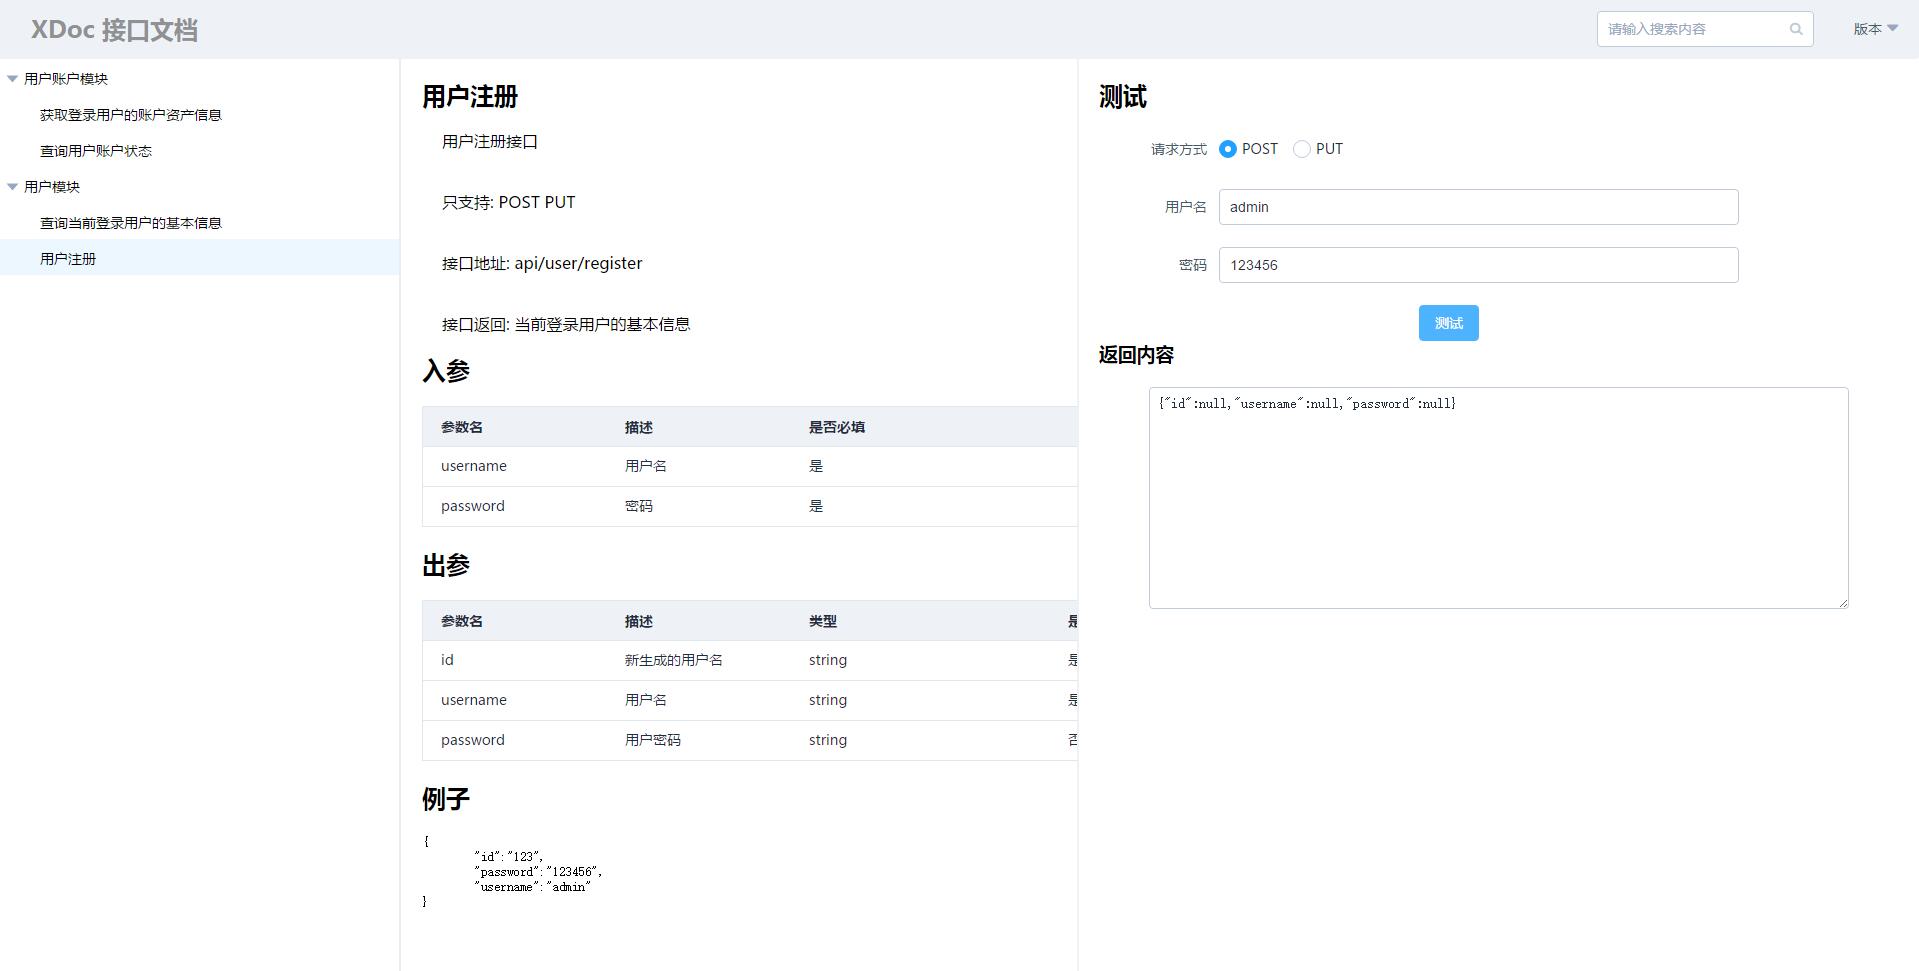 XDoc 接口文档
请输入搜索内容
版本
用户账户模块
获取登录用户的账户资产信息
查询用户账户状态
用户模块
查询当前登录用户的基本信息
用户注册
用户注册
用户注册接口
只支持: POST PUT
接口地址: api/user/register
接口返回: 当前登录用户的基本信息
入参
参数名 描述 是否必填
username 用户名 是
password 密码 是
出参
参数名 描述 类型 是
id 新生成的用户名 string 是
username 用户名 string 是
password 用户密码 string 否
例子
{
"id":"123",
"password":"123456",
"username":"admin"
}
测试
请求方式 POST PUT
用户名 admin
密码 123456
测试
返回内容
{"id":null,"username":null,"password":null}